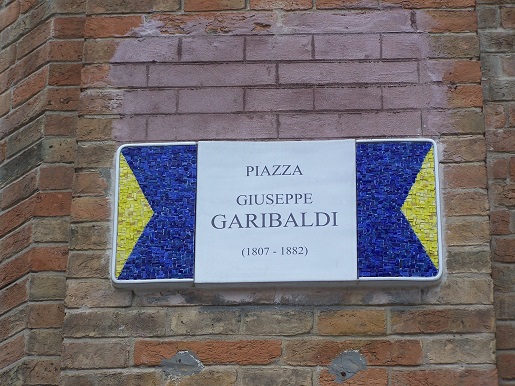 PIAZZA
GIUSEPPE
GARIBALDI
(1807 - 1882)